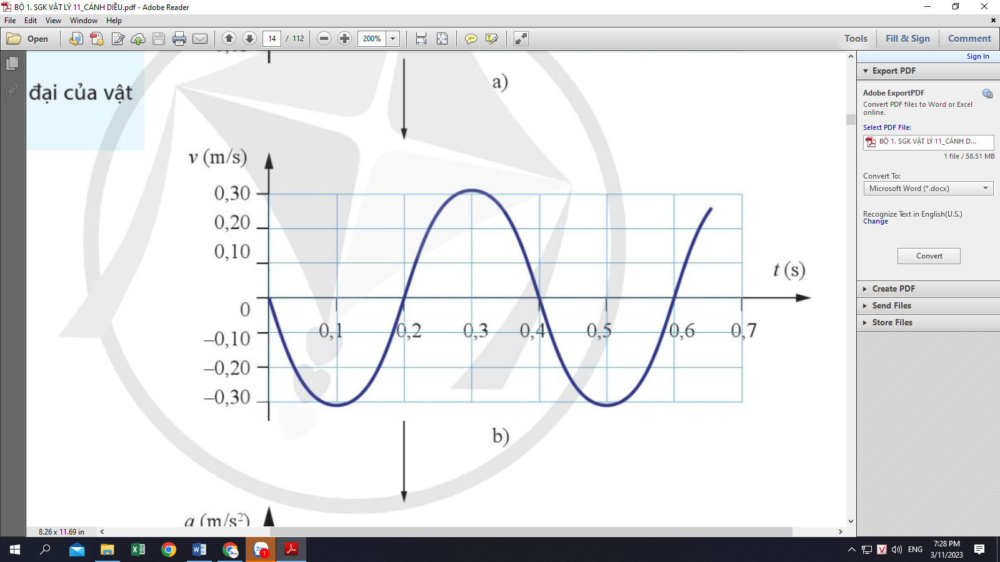 BỘ 1. SGK VẬT LÝ 11_CÁNH DIỀU.pdf - Adobe Reader
File Edit View Window Help
Open 14 / 112 200% Tools Fill & Sign Comment
Sign In
Export PDF
Adobe ExportPDF
Convert PDF files to Word or Excel
online.
Select PDF File:
BỘ 1. SGK VẬT LÝ 11_CÁNH D...
1 file / 58.51 MB
Convert To:
Microsoft Word (*.docx)
Recognize Text in English(U.S.)
Change
Convert
Create PDF
Send Files
Store Files
đại của vật
a)
v (m/s)
0,30
0,20
0,10
0
–0,10
–0,20
–0,30
t (s)
0,1 0,2 0,3 0,4 0,5 0,6 0,7
b)
a (m/s²)
8.26 x 11.69 in
Zalo 1
V ENG
7:28 PM
3/11/2023